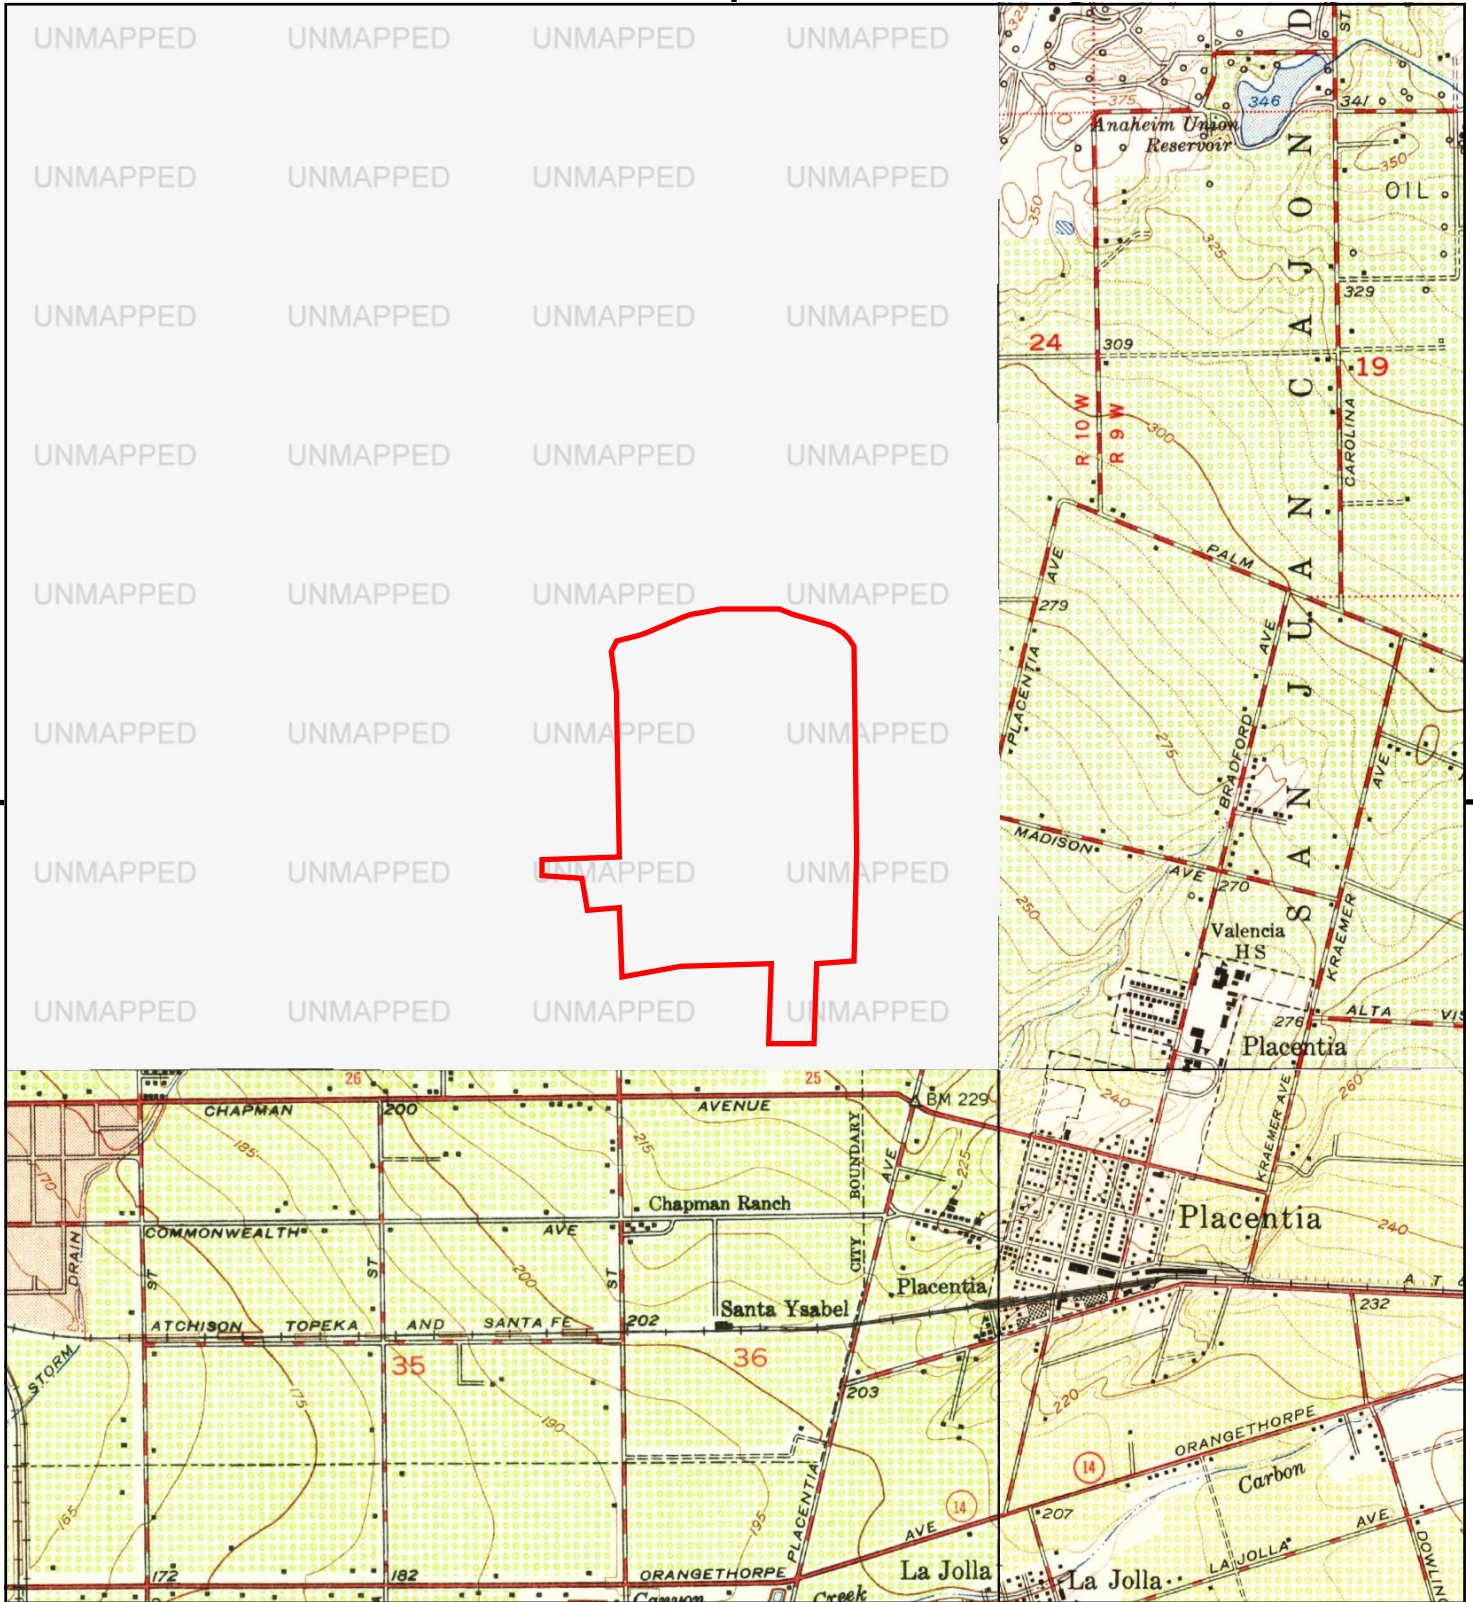 UNMAPPED UNMAPPED UNMAPPED UNMAPPED
UNMAPPED UNMAPPED UNMAPPED UNMAPPED
UNMAPPED UNMAPPED UNMAPPED UNMAPPED
UNMAPPED UNMAPPED UNMAPPED UNMAPPED
UNMAPPED UNMAPPED UNMAPPED UNMAPPED
UNMAPPED UNMAPPED UNMAPPED UNMAPPED
UNMAPPED UNMAPPED UNMAPPED UNMAPPED
UNMAPPED UNMAPPED UNMAPPED UNMAPPED
325
ST
375
346
6
341
Anaheim Union
Reservoir
350
OIL
350
325
329
24
309
19
SAN JUAN CAJON D
R 10 W
R 9 W
300
CAROLINA
PALM
AVE
279
PLACENTIA
AVE
BRADFORD
275
AVE
MADISON
AVE
270
250
Valencia
HS
KRAEMER
276
ALTA VIS
Placentia
26
25
CHAPMAN
200
AVENUE
BM 229
240
260
KRAEMER AVE
185
215
BOUNDARY
AVE
225
170
Chapman Ranch
Placentia
COMMONWEALTH
AVE
240
DRAIN
ST
ST
ST
CITY
200
Placentia
A T &
Santa Ysabel
202
232
ATCHISON TOPEKA AND SANTA FE
STORM
35
36
203
175
190
220
ORANGETHORPE
14
Carbon
165
195
PLACENTIA
14
207
AVE
AVE
LA JOLLA
DOWLING
172
182
ORANGETHORPE
La Jolla
La Jolla
Canyon
Creek